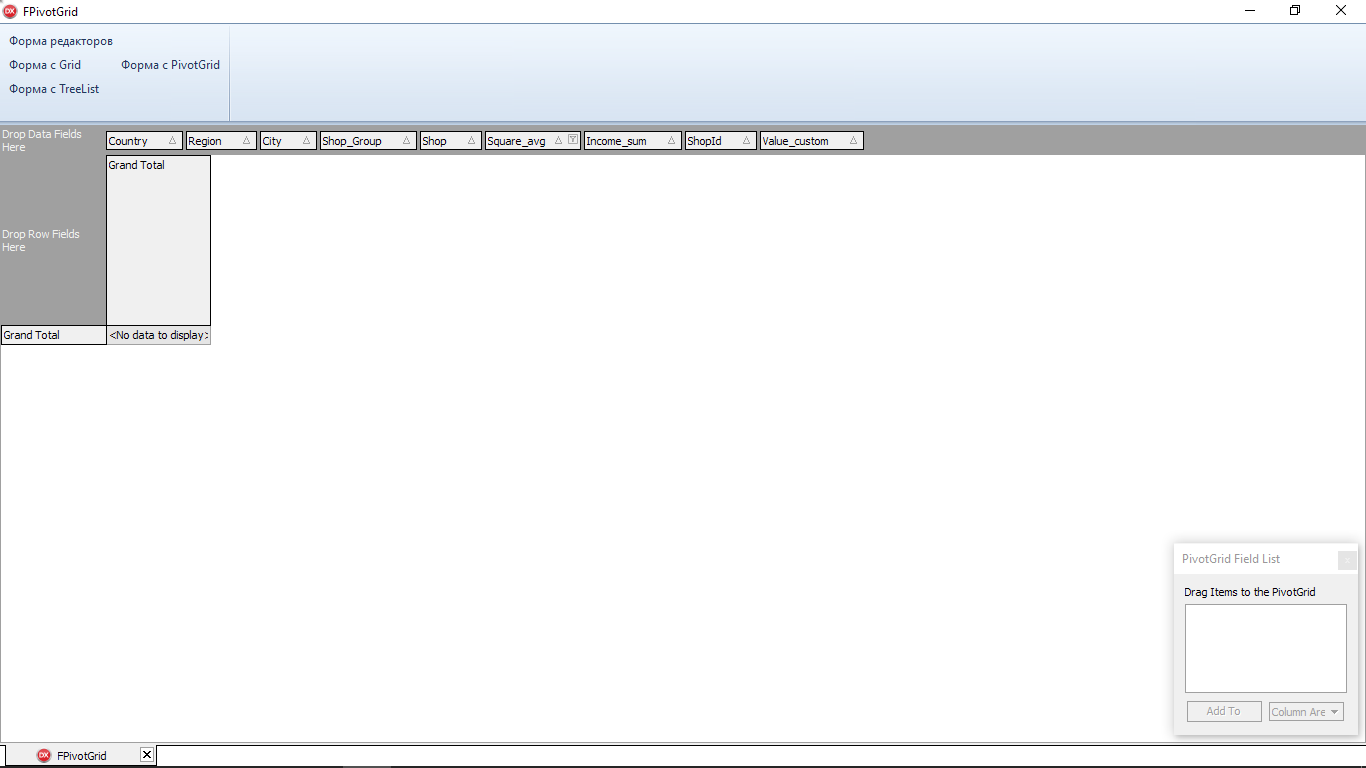 FPivotGrid
Форма редакторов
Форма с Grid
Форма с PivotGrid
Форма с TreeList
Drop Data Fields
Here
Country
Region
City
Shop_Group
Shop
Square_avg
Income_sum
ShopId
Value_custom
Grand Total
Drop Row Fields
Here
Grand Total
<No data to display>
PivotGrid Field List
Drag Items to the PivotGrid
Add To
Column Are
FPivotGrid